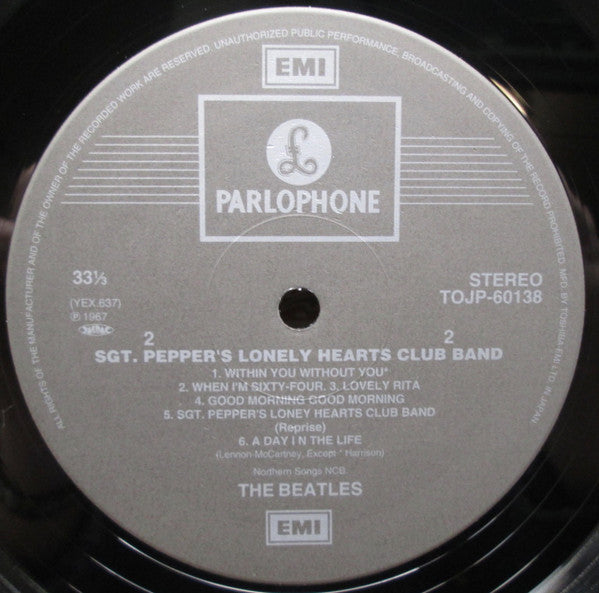 ALL RIGHTS OF THE MANUFACTURER AND OF THE OWNER OF THE RECORDED WORK ARE RESERVED. UNAUTHORIZED PUBLIC PERFORMANCE, BROADCASTING AND COPYING OF THE RECORD PROHIBITED. MFD. BY TOSHIBA-EMI LTD. IN JAPAN.
EMI
£
PARLOPHONE
33⅓ STEREO
(YEX.637) TOJP-60138
℗ 1967
2 2
SGT. PEPPER'S LONELY HEARTS CLUB BAND
1. WITHIN YOU WITHOUT YOU*
2. WHEN I'M SIXTY-FOUR. 3, LOVELY RITA
4. GOOD MORNING GOOD MORNING
5. SGT. PEPPER'S LONEY HEARTS CLUB BAND
(Reprise)
6. A DAY I N THE LIFE
(Lennon-McCartney, Except * Harrison)
Northern Songs NCB.
THE BEATLES
EMI